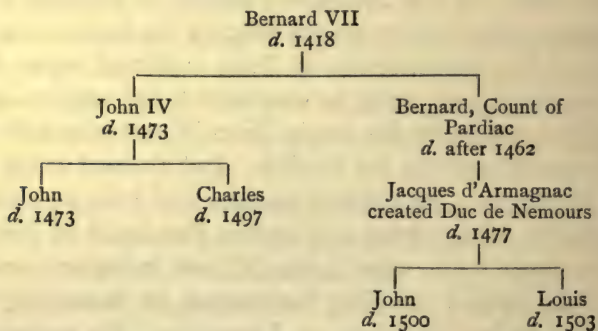 Bernard VII
d. 1418
John IV
d. 1473
Bernard, Count of
Pardiac
d. after 1462
John
d. 1473
Charles
d. 1497
Jacques d'Armagnac
created Duc de Nemours
d. 1477
John
d. 1500
Louis
d. 1503